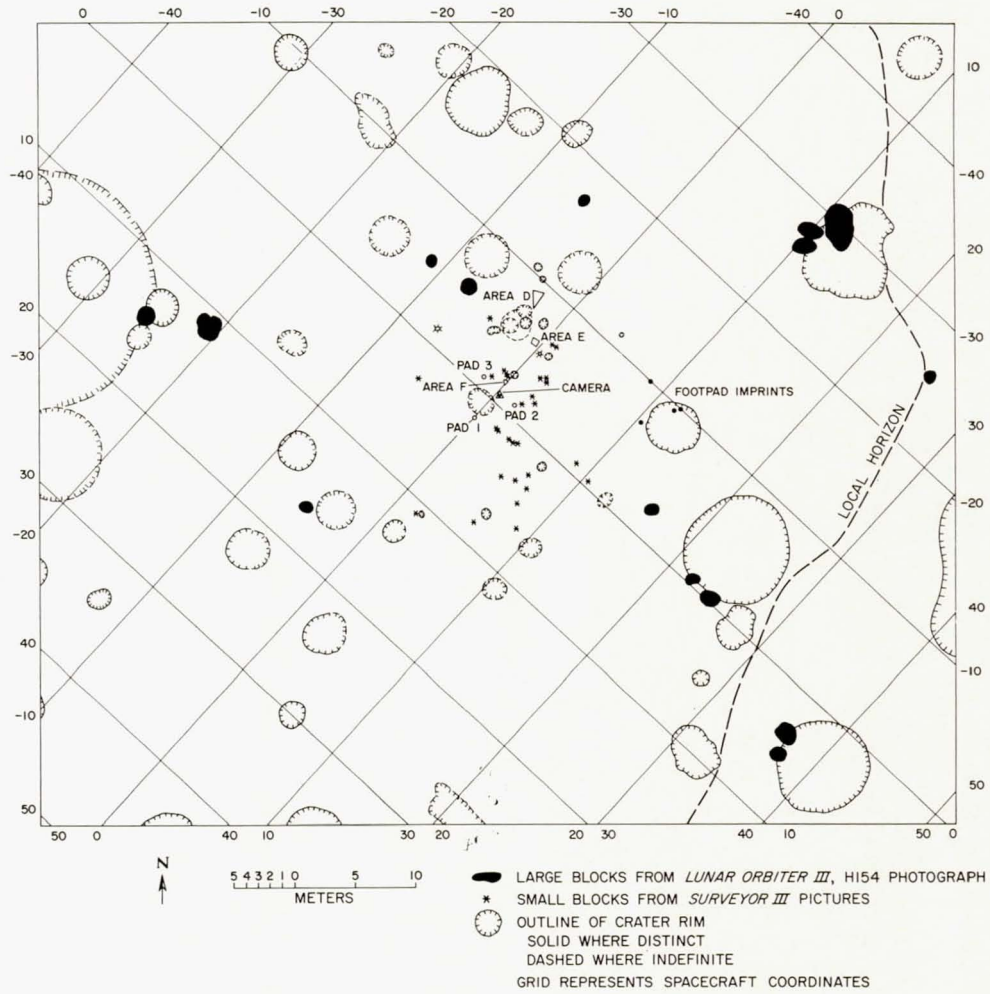 0 -40 -10 -30 -20 -20 -30 -10 -40 0
10
10
-40
-40
20
20
-30
-30
30
30
-20
-20
40
40
-10
-10
50
50
AREA D
AREA E
PAD 3
AREA F
CAMERA
PAD 2
PAD 1
FOOTPAD IMPRINTS
LOCAL HORIZON
50 0 40 10 30 20 20 30 40 10 50 0
N
5 4 3 2 1 0 5 10
METERS
LARGE BLOCKS FROM LUNAR ORBITER III, H154 PHOTOGRAPH
SMALL BLOCKS FROM SURVEYOR III PICTURES
OUTLINE OF CRATER RIM
SOLID WHERE DISTINCT
DASHED WHERE INDEFINITE
GRID REPRESENTS SPACECRAFT COORDINATES